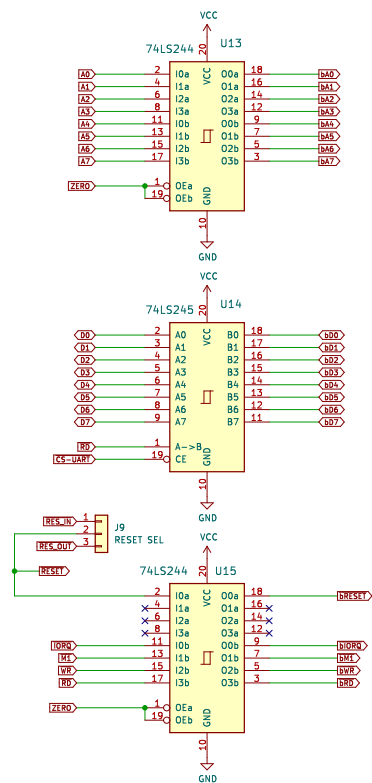 VCC
74LS244 U13
20
A0 2 I0a VCC O0a 18 bA0
A1 4 I1a O1a 16 bA1
A2 6 I2a O2a 14 bA2
A3 8 I3a O3a 12 bA3
A4 11 I0b O0b 9 bA4
A5 13 I1b O1b 7 bA5
A6 15 I2b O2b 5 bA6
A7 17 I3b O3b 3 bA7
ZERO 1 OEa
19 OEb GND
10
GND
VCC
74LS245 U14
20
D0 2 A0 VCC B0 18 bD0
D1 3 A1 B1 17 bD1
D2 4 A2 B2 16 bD2
D3 5 A3 B3 15 bD3
D4 6 A4 B4 14 bD4
D5 7 A5 B5 13 bD5
D6 8 A6 B6 12 bD6
D7 9 A7 B7 11 bD7
RD 1 A->B
CS-UART 19 CE GND
10
GND
RES_IN 1 J9
2 RESET SEL
RES_OUT 3
VCC
74LS244 U15
20
RESET
2 I0a VCC O0a 18 bRESET
4 I1a O1a 16
6 I2a O2a 14
8 I3a O3a 12
IORQ 11 I0b O0b 9 bIORQ
M1 13 I1b O1b 7 bM1
WR 15 I2b O2b 5 bWR
RD 17 I3b O3b 3 bRD
ZERO 1 OEa
19 OEb GND
10
GND